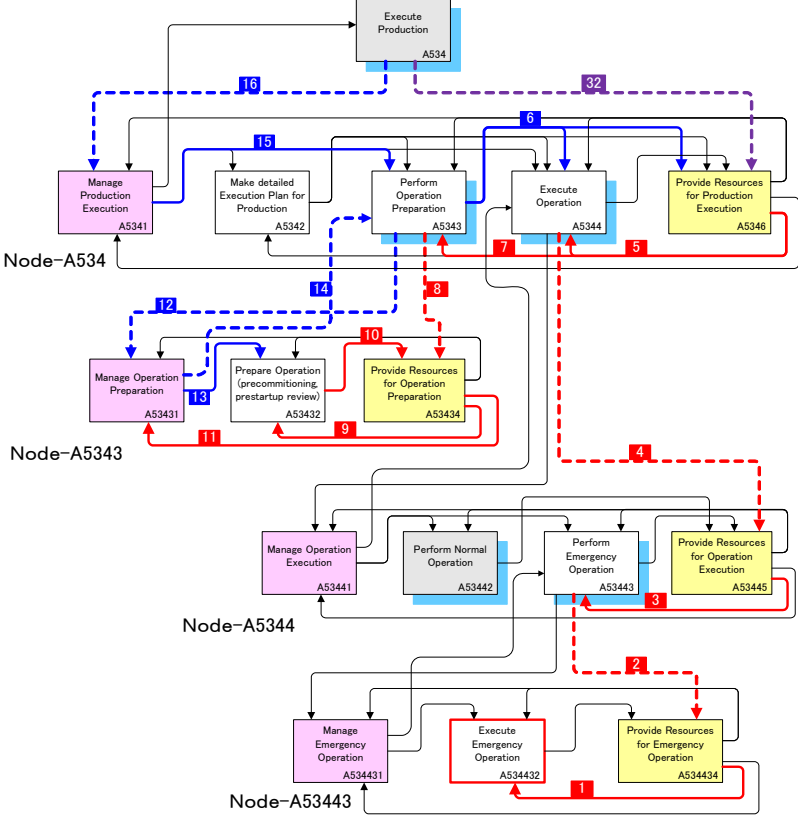 Execute
Production
A534
16
32
6
15
Manage
Production
Execution
A5341
Make detailed
Execution Plan for
Production
A5342
Perform
Operation
Preparation
A5343
Execute
Operation
A5344
Provide Resources
for Production
Execution
A5346
7
5
Node-A534
14
8
12
10
Manage Operation
Preparation
A53431
13
Prepare Operation
(precommitioning,
prestartup review)
A53432
Provide Resources
for Operation
Preparation
A53434
11
9
Node-A5343
4
Manage Operation
Execution
A53441
Perform Normal
Operation
A53442
Perform
Emergency
Operation
A53443
Provide Resources
for Operation
Execution
A53445
3
Node-A5344
2
Manage
Emergency
Operation
A534431
Execute
Emergency
Operation
A534432
Provide Resources
for Emergency
Operation
A534434
1
Node-A53443